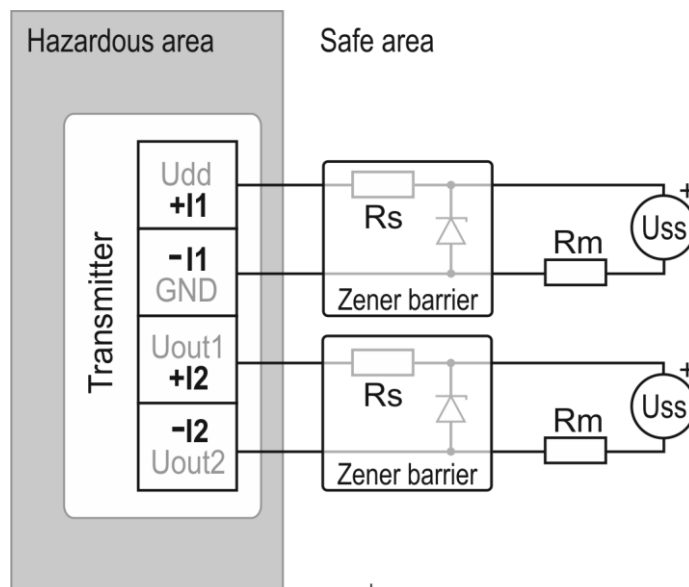 Hazardous area
Safe area
Transmitter
Udd
+I1
-I1
GND
Uout1
+I2
-I2
Uout2
Rs
Zener barrier
Rm
+
Uss
Rs
Zener barrier
Rm
+
Uss